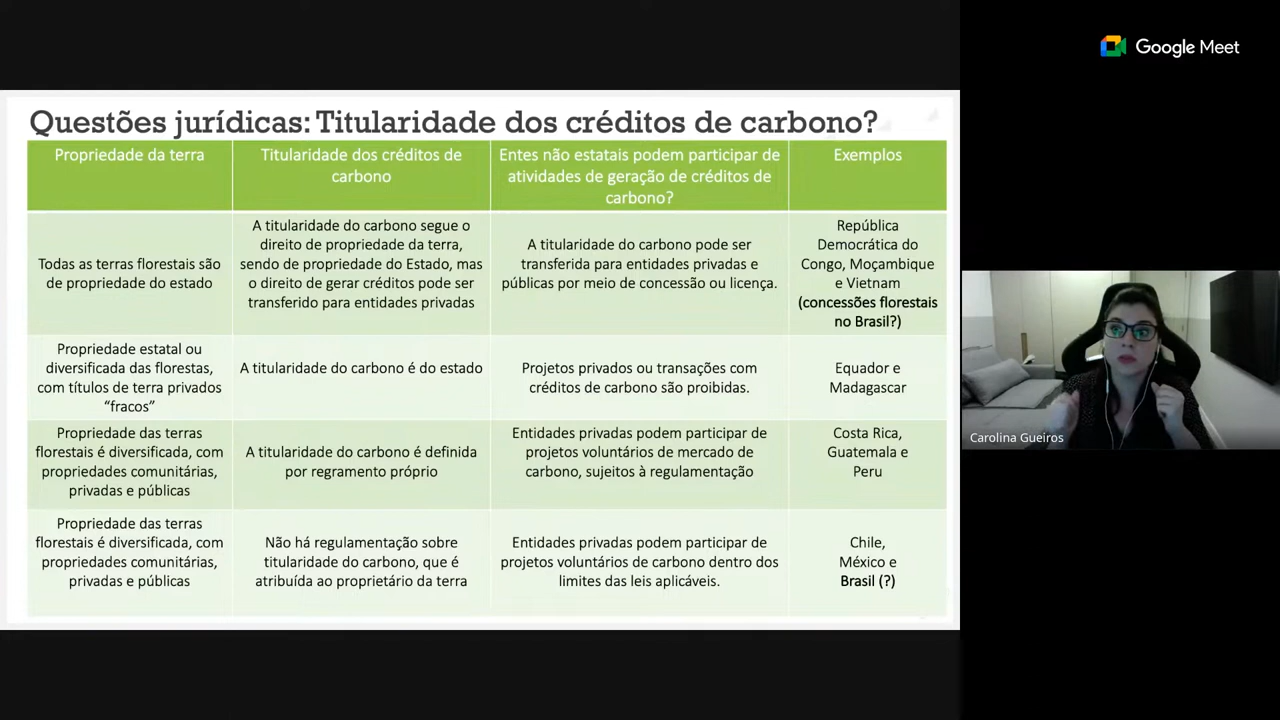 Google Meet
Questões jurídicas: Titularidade dos créditos de carbono?
Propriedade da terra
Titularidade dos créditos de
carbono
Entes não estatais podem participar de
atividades de geração de créditos de
carbono?
Exemplos
Todas as terras florestais são
de propriedade do estado
A titularidade do carbono segue o
direito de propriedade da terra,
sendo de propriedade do Estado, mas
o direito de gerar créditos pode ser
transferido para entidades privadas
A titularidade do carbono pode ser
transferida para entidades privadas e
públicas por meio de concessão ou licença.
República
Democrática do
Congo, Moçambique
e Vietnam
(concessões florestais
no Brasil?)
Propriedade estatal ou
diversificada das florestas,
com títulos de terra privados
“fracos”
A titularidade do carbono é do estado
Projetos privados ou transações com
créditos de carbono são proibidas.
Equador e
Madagascar
Propriedade das terras
florestais é diversificada, com
propriedades comunitárias,
privadas e públicas
A titularidade do carbono é definida
por regramento próprio
Entidades privadas podem participar de
projetos voluntários de mercado de
carbono, sujeitos à regulamentação
Costa Rica,
Guatemala e
Peru
Propriedade das terras
florestais é diversificada, com
propriedades comunitárias,
privadas e públicas
Não há regulamentação sobre
titularidade do carbono, que é
atribuída ao proprietário da terra
Entidades privadas podem participar de
projetos voluntários de carbono dentro dos
limites das leis aplicáveis.
Chile,
México e
Brasil (?)
Carolina Gueiros